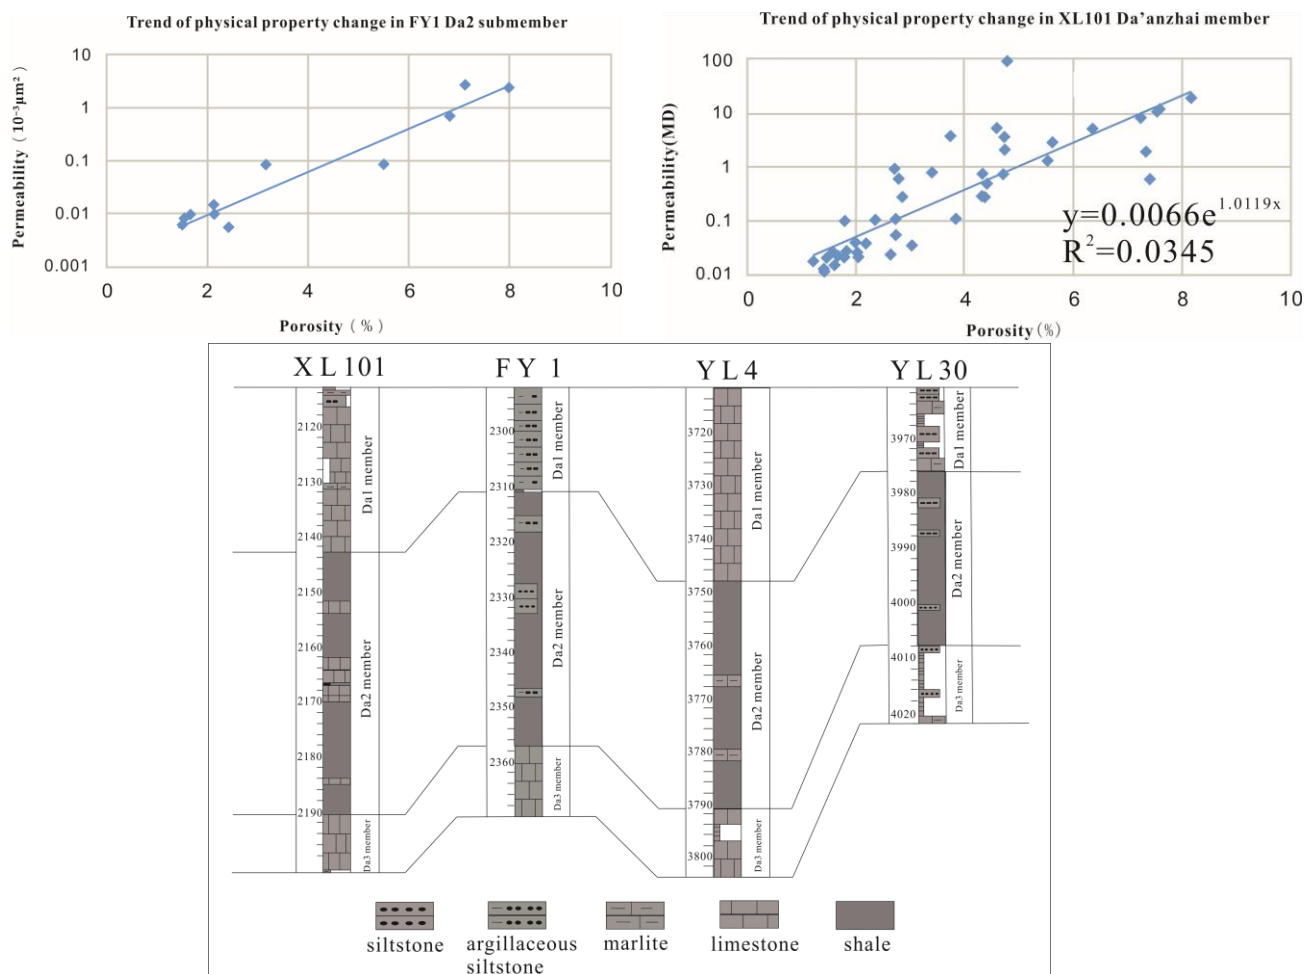 Trend of physical property change in FY1 Da2 submember
Permeability ( 10⁻³μm² )
10
1
0.1
0.01
0.001
0
2
4
6
8
10
Porosity ( % )
Trend of physical property change in XL101 Da'anzhai member
Permeability(MD)
100
10
1
0.1
0.01
y=0.0066e^1.0119x
R²=0.0345
0
2
4
6
8
10
Porosity(%)
XL101
2120
2130
2140
2150
2160
2170
2180
2190
Da1 member
Da2 member
Da3 member
FY 1
2300
2310
2320
2330
2340
2350
2360
Da1 member
Da2 member
Da3 member
YL4
3720
3730
3740
3750
3760
3770
3780
3790
3800
Da1 member
Da2 member
Da3 member
YL30
3970
3980
3990
4000
4010
4020
Da1 member
Da2 member
Da3 member
siltstone
argillaceous
siltstone
marlite
limestone
shale